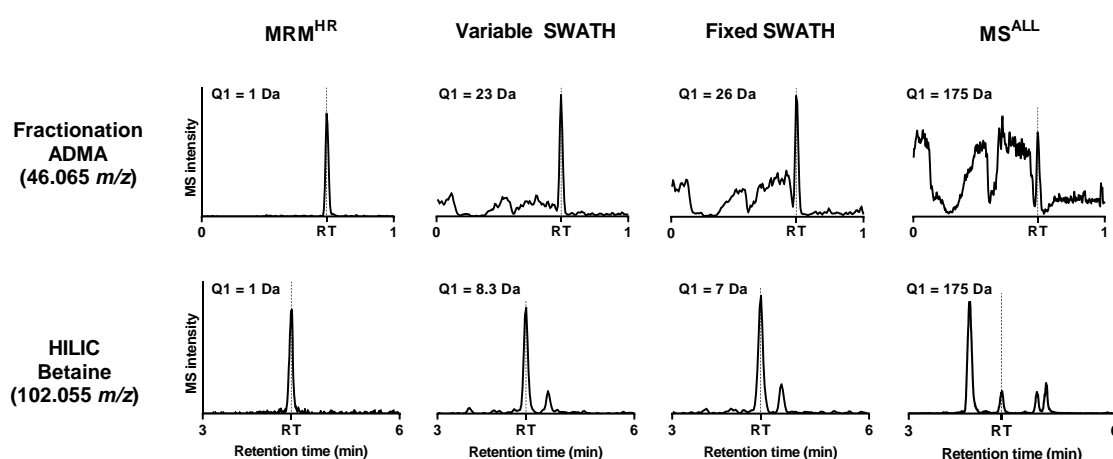 MRM^HR Variable SWATH Fixed SWATH MS^ALL
Fractionation
ADMA
(46.065 m/z)
MS intensity
Q1 = 1 Da
0 RT 1
Q1 = 23 Da
0 RT 1
Q1 = 26 Da
0 RT 1
Q1 = 175 Da
0 RT 1
HILIC
Betaine
(102.055 m/z)
MS intensity
Q1 = 1 Da
3 RT 6
Retention time (min)
Q1 = 8.3 Da
3 RT 6
Retention time (min)
Q1 = 7 Da
3 RT 6
Retention time (min)
Q1 = 175 Da
3 RT 6
Retention time (min)